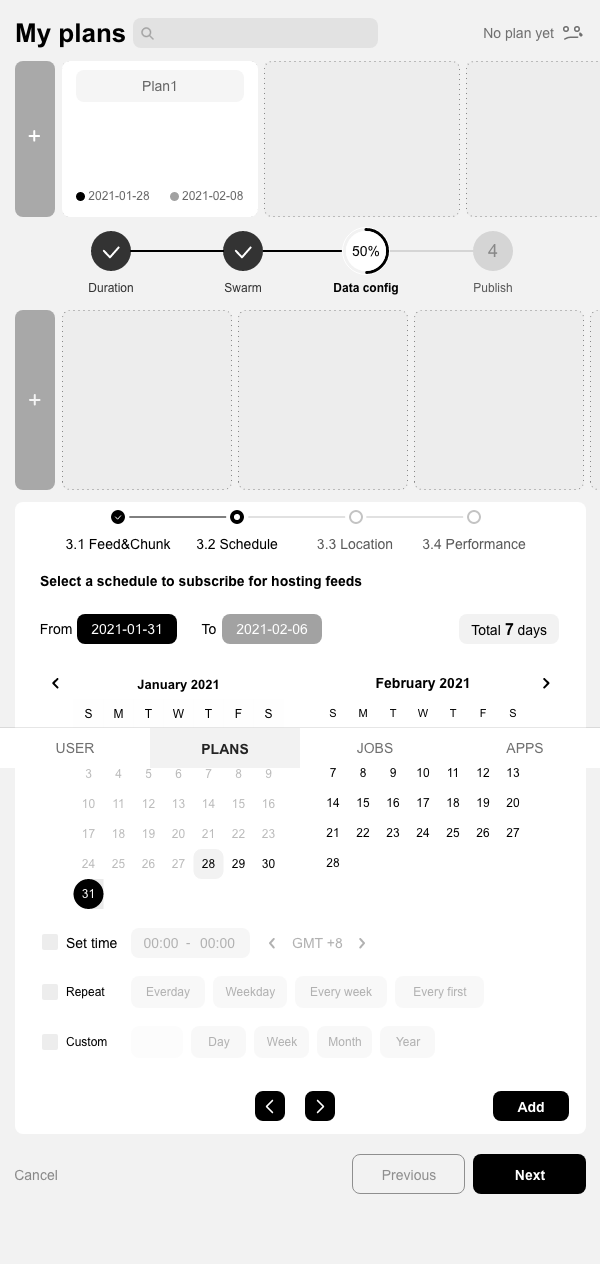 My plans
No plan yet
+
Plan1
2021-01-28 2021-02-08
50% 4
Duration Swarm Data config Publish
+
3.1 Feed&Chunk 3.2 Schedule 3.3 Location 3.4 Performance
Select a schedule to subscribe for hosting feeds
From 2021-01-31 To 2021-02-06 Total 7 days
January 2021 February 2021
S M T W T F S S M T W T F S
USER PLANS JOBS APPS
3 4 5 6 7 8 9 7 8 9 10 11 12 13
10 11 12 13 14 15 16 14 15 16 17 18 19 20
17 18 19 20 21 22 23 21 22 23 24 25 26 27
24 25 26 27 28 29 30 28
31
Set time 00:00 - 00:00 GMT +8
Repeat Everday Weekday Every week Every first
Custom Day Week Month Year
Add
Cancel Previous Next